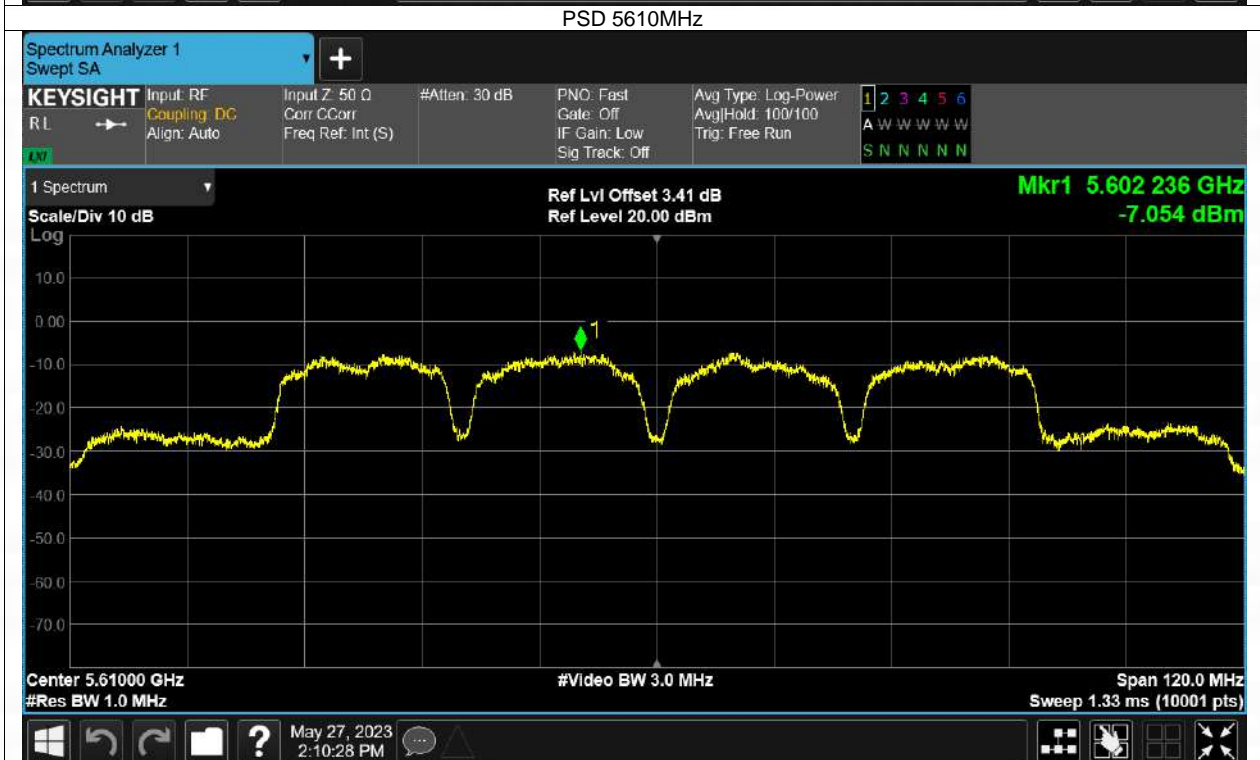 PSD 5610MHz
Spectrum Analyzer 1
Swept SA
KEYSIGHT
RL
LXI
Input: RF
Coupling: DC
Align: Auto
Input Z: 50 Ω
Corr CCorr
Freq Ref: Int (S)
#Atten: 30 dB
PNO: Fast
Gate: Off
IF Gain: Low
Sig Track: Off
Avg Type: Log-Power
Avg|Hold: 100/100
Trig: Free Run
1 2 3 4 5 6
A W W W W W
S N N N N N
1 Spectrum
Scale/Div 10 dB
Log
Ref Lvl Offset 3.41 dB
Ref Level 20.00 dBm
Mkr1 5.602 236 GHz
-7.054 dBm
10.0
0.00
-10.0
-20.0
-30.0
-40.0
-50.0
-60.0
-70.0
1
Center 5.61000 GHz
#Res BW 1.0 MHz
#Video BW 3.0 MHz
Span 120.0 MHz
Sweep 1.33 ms (10001 pts)
?
May 27, 2023
2:10:28 PM